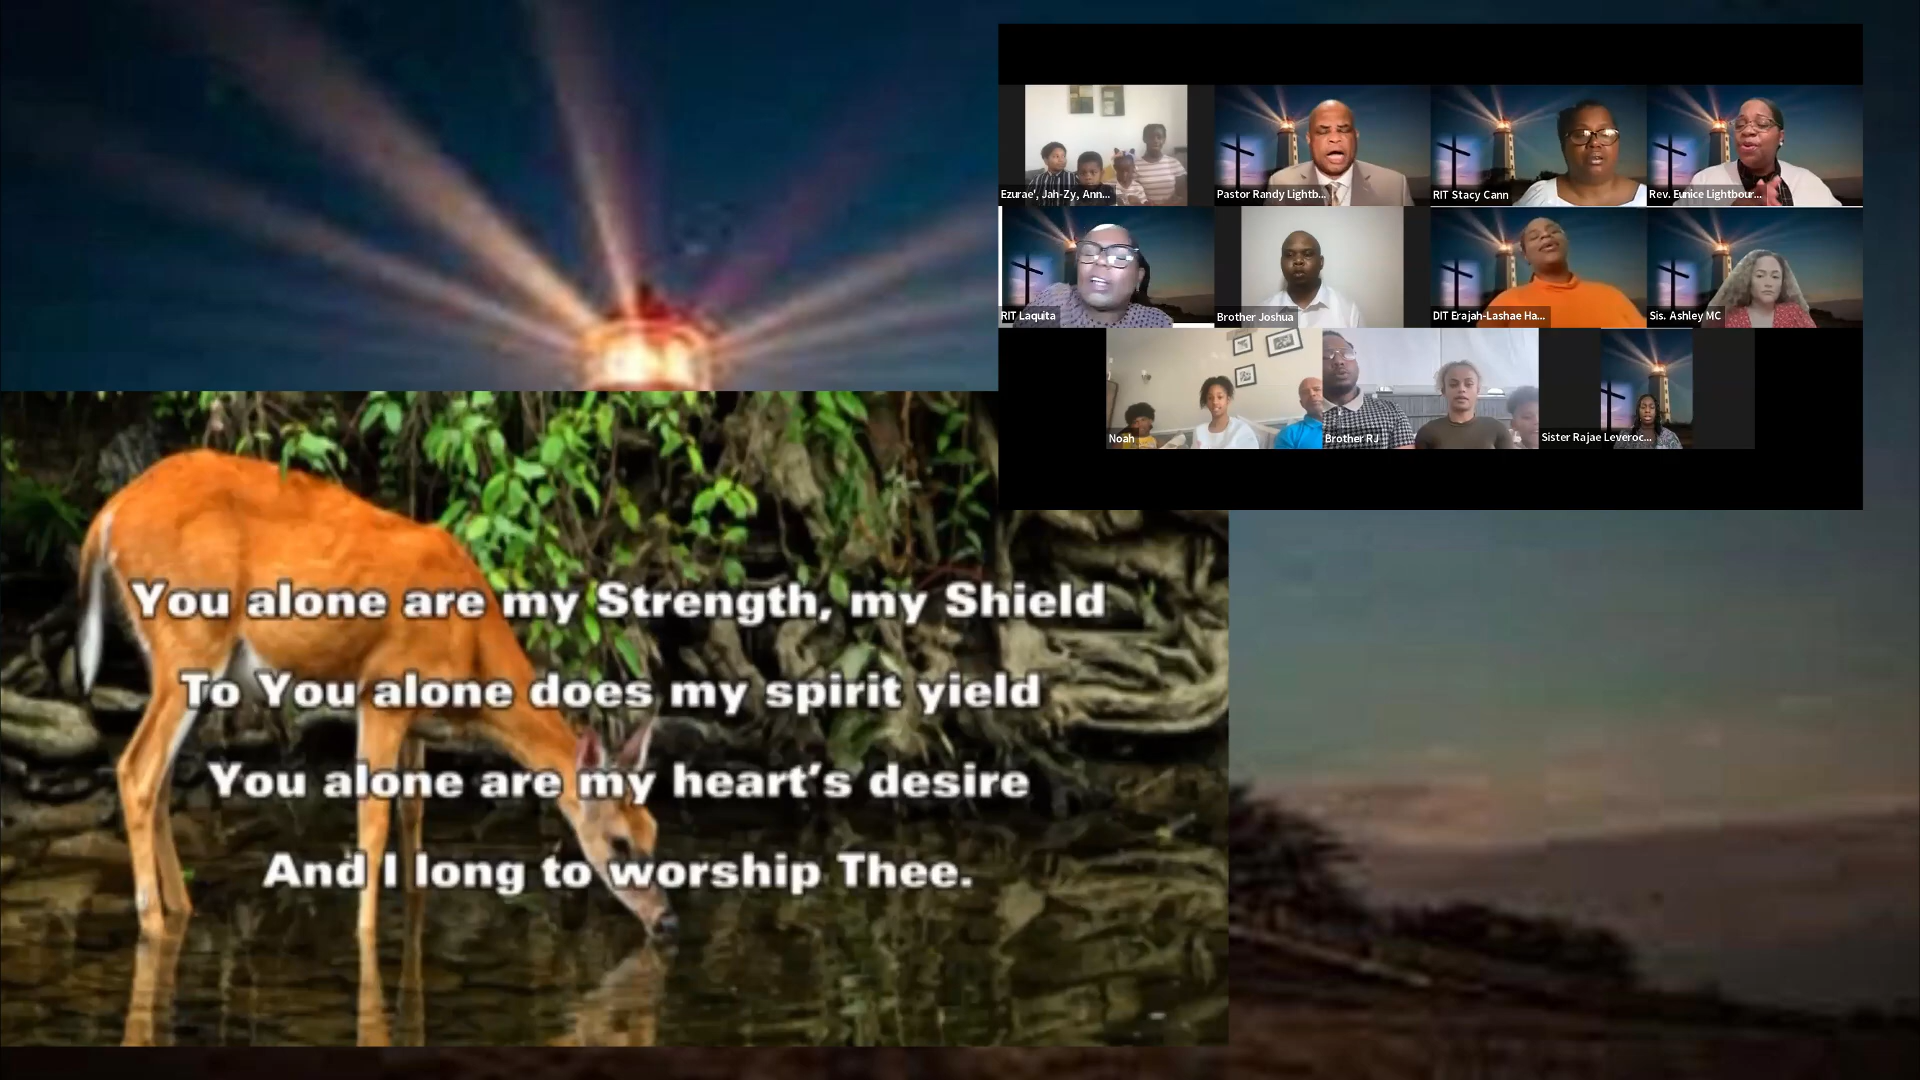 Ezurae', Jah-Zy, Ann...
Pastor Randy Lightb...
RIT Stacy Cann
Rev. Eunice Lightbour...
RIT Laquita
Brother Joshua
DIT Erajah-Lashae Ha...
Sis. Ashley MC
Noah
Brother RJ
Sister Rajae Leveroc...
You alone are my Strength, my Shield
To You alone does my spirit yield
You alone are my heart's desire
And I long to worship Thee.